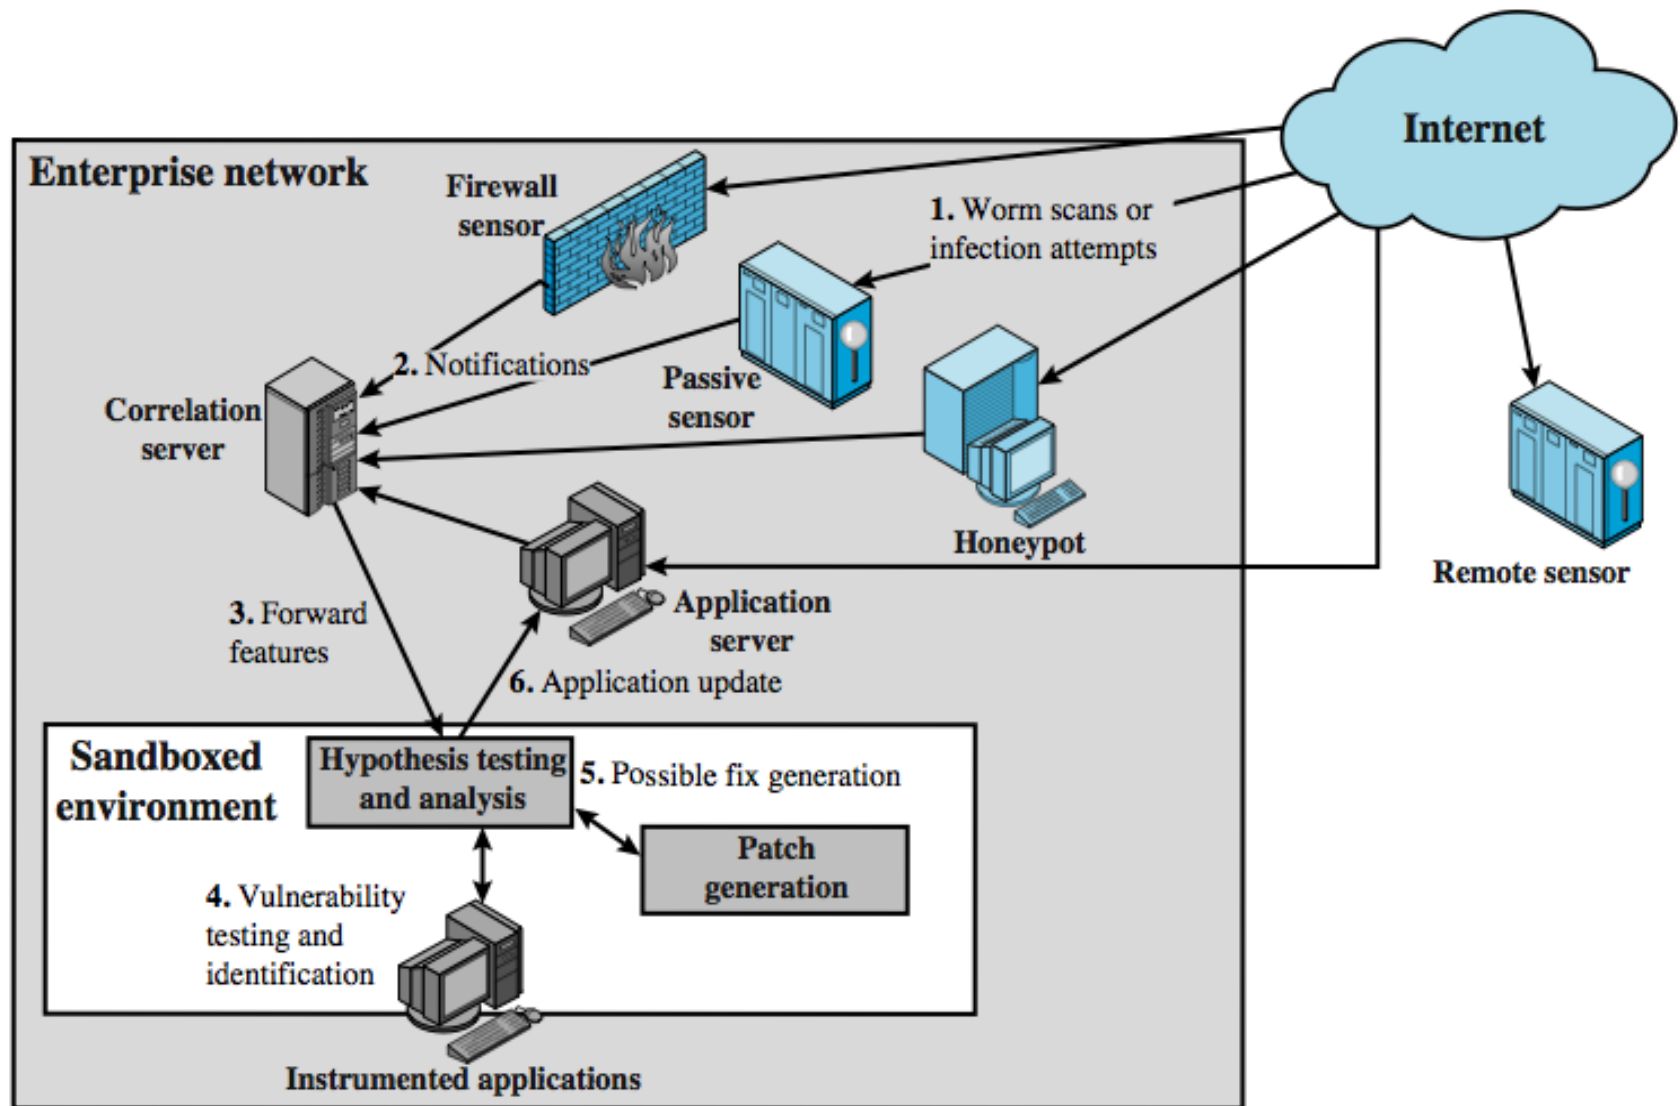 Internet
Enterprise network
Firewall
sensor
1. Worm scans or
infection attempts
2. Notifications
Passive
sensor
Correlation
server
Honeypot
Remote sensor
3. Forward
features
Application
server
6. Application update
Sandboxed
environment
Hypothesis testing
and analysis
5. Possible fix generation
Patch
generation
4. Vulnerability
testing and
identification
Instrumented applications